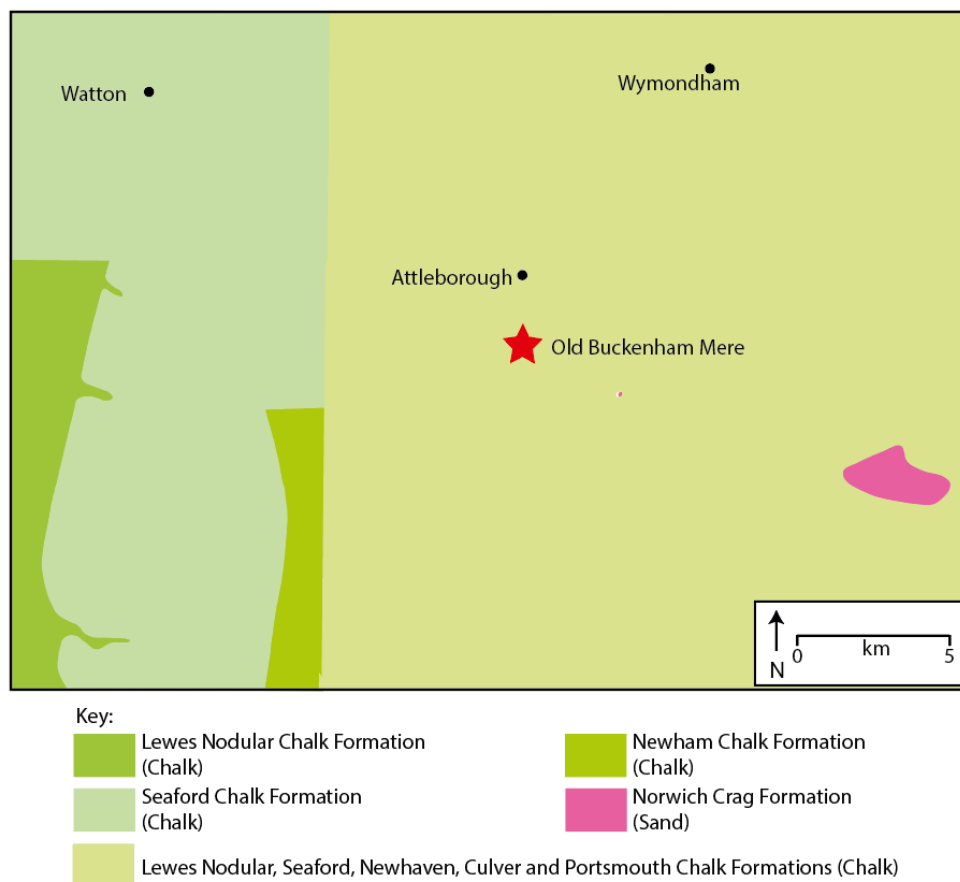 Watton
Wymondham
Attleborough
Old Buckenham Mere
N
km
0
5
Key:
Lewes Nodular Chalk Formation
(Chalk)
Newham Chalk Formation
(Chalk)
Seaford Chalk Formation
(Chalk)
Norwich Crag Formation
(Sand)
Lewes Nodular, Seaford, Newhaven, Culver and Portsmouth Chalk Formations (Chalk)